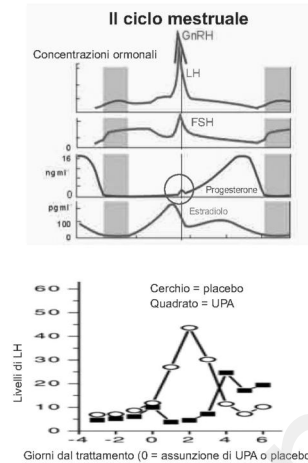 Il ciclo mestruale
GnRH
Concentrazioni ormonali
LH
FSH
0
16
ng ml⁻
Progesterone
0
pg ml⁻
Estradiolo
100
0
Cerchio = placebo
Quadrato = UPA
Livelli di LH
60
50
40
30
20
10
0
-4 -2 0 2 4 6
Giorni dal trattamento (0 = assunzione di UPA o placebo